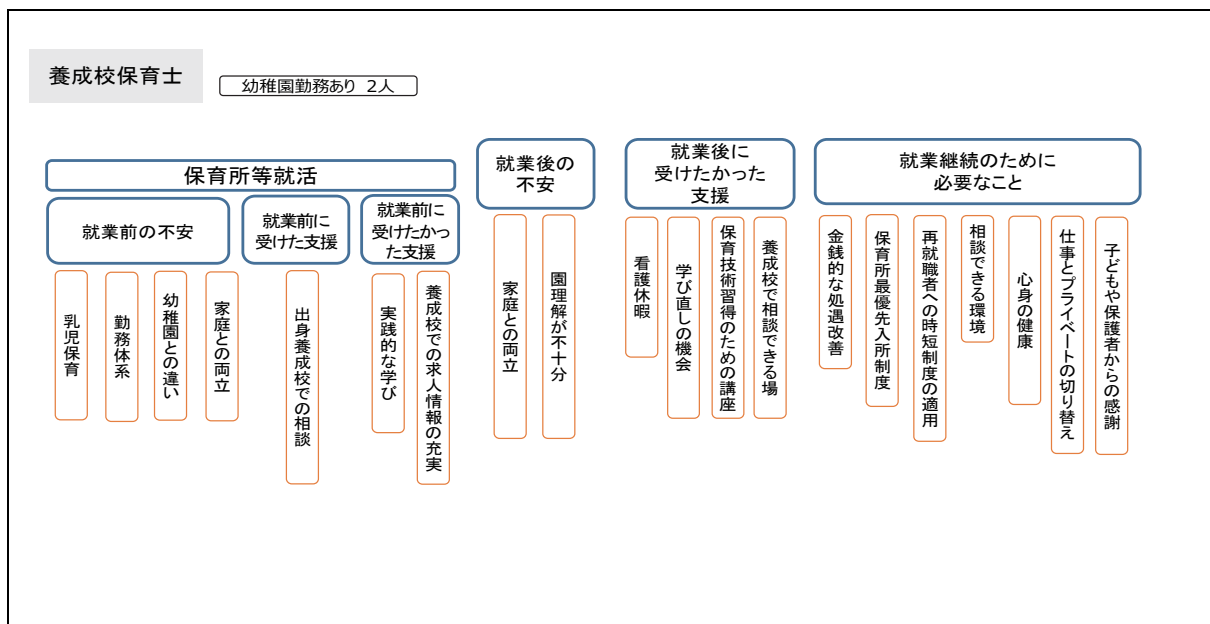 養成校保育士
幼稚園勤務あり 2人
保育所等就活
就業前の不安
乳児保育
勤務体系
幼稚園との違い
家庭との両立
就業前に
受けた支援
出身養成校での相談
就業前に
受けたかっ
た支援
実践的な学び
養成校での求人情報の充実
就業後の
不安
家庭との両立
園理解が不十分
就業後に
受けたかった
支援
看護休暇
学び直しの機会
保育技術習得のための講座
養成校で相談できる場
就業継続のために
必要なこと
金銭的な処遇改善
保育所最優先入所制度
再就職者への時短制度の適用
相談できる環境
心身の健康
仕事とプライベートの切り替え
子どもや保護者からの感謝